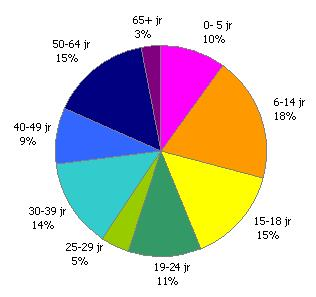 65+ jr
3%
0- 5 jr
10%
6-14 jr
18%
15-18 jr
15%
19-24 jr
11%
25-29 jr
5%
30-39 jr
14%
40-49 jr
9%
50-64 jr
15%